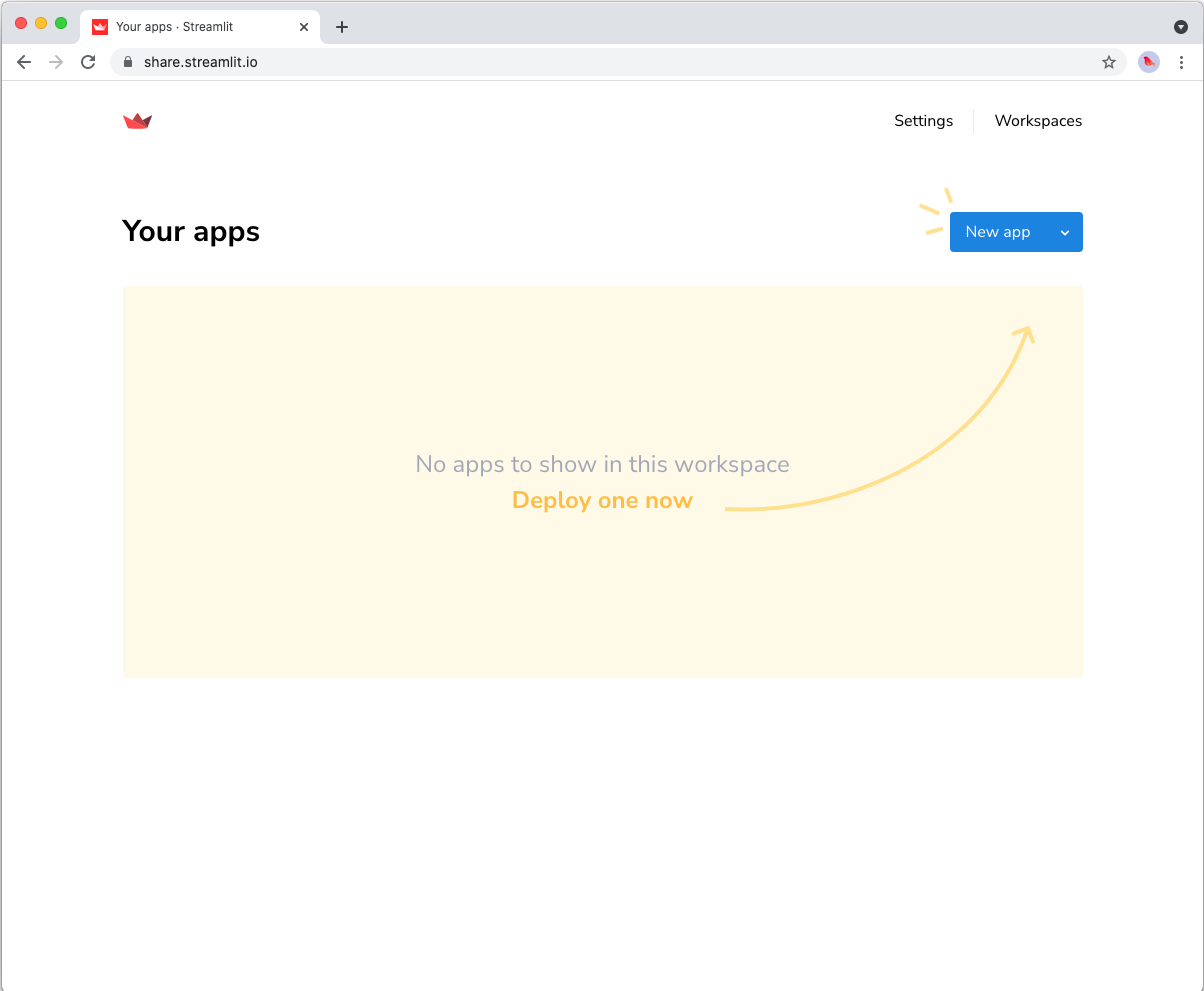 Your apps · Streamlit
share.streamlit.io
Settings
Workspaces
Your apps
New app
No apps to show in this workspace
Deploy one now